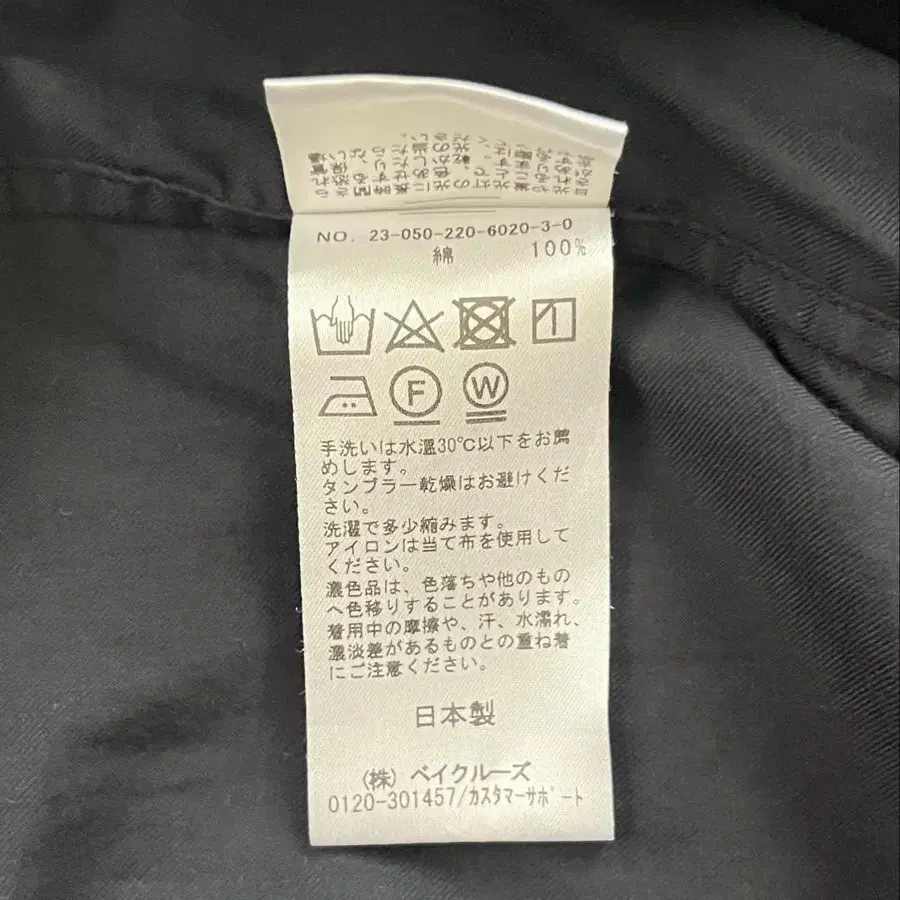 NO. 23-050-220-6020-3-0
綿 100%
F W
手洗いは水温30℃以下をお薦
めします。
タンブラー乾燥はお避けくだ
さい。
洗濯で多少縮みます。
アイロンは当て布を使用して
ください。
濃色品は、色落ちや他のもの
へ色移りすることがあります。
着用中の摩擦や、汗、水濡れ、
濃淡差があるものとの重ね着
にご注意ください。
日本製
(株) ベイクルーズ
0120-301457/カスタマーサポート